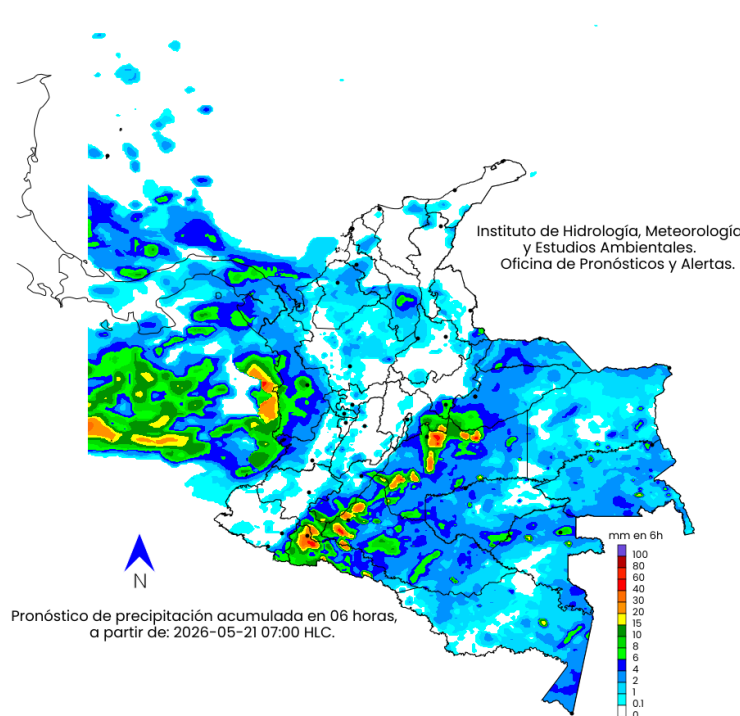 Instituto de Hidrología, Meteorología
y Estudios Ambientales.
Oficina de Pronósticos y Alertas.
mm en 6h
100
80
60
40
30
20
15
10
8
6
4
2
1
0.1
0
N
Pronóstico de precipitación acumulada en 06 horas,
a partir de: 2026-05-21 07:00 HLC.